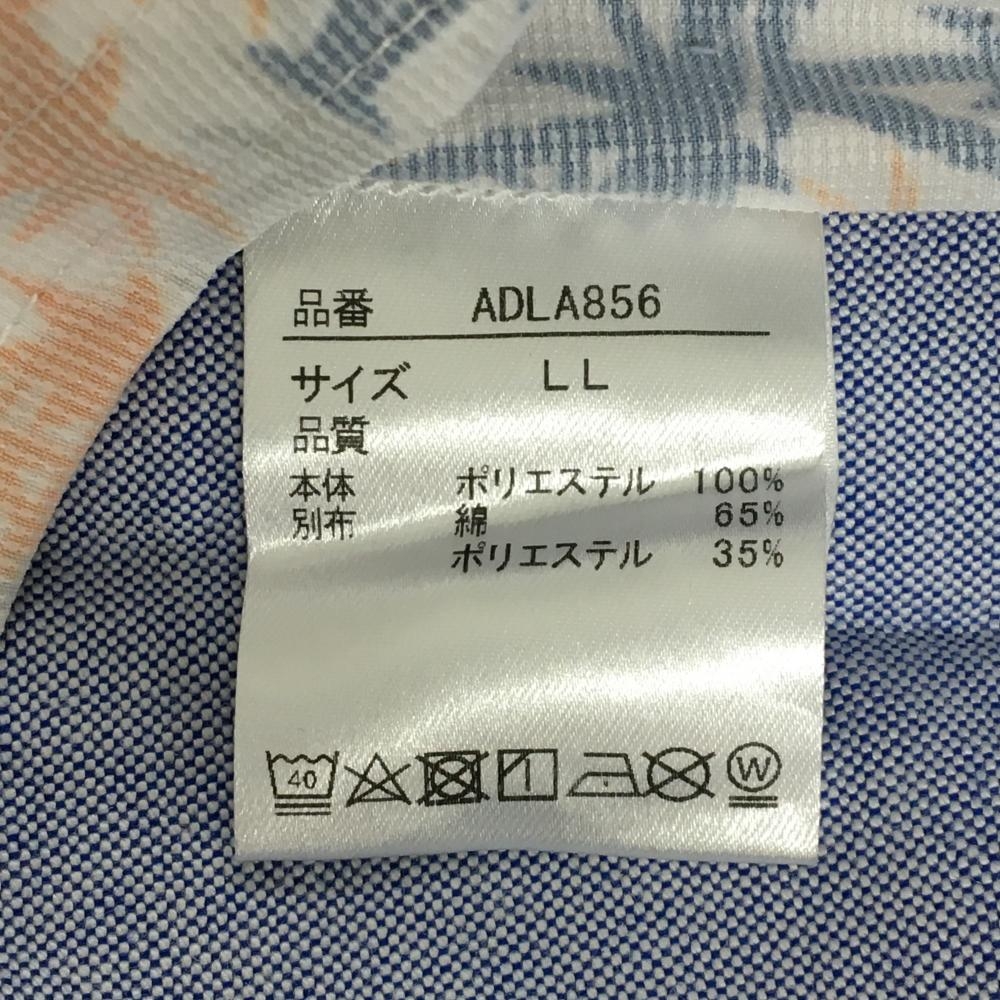 品番 ADLA856
サイズ LL
品質
本体 ポリエステル 100%
別布 綿 65%
ポリエステル 35%
40 W